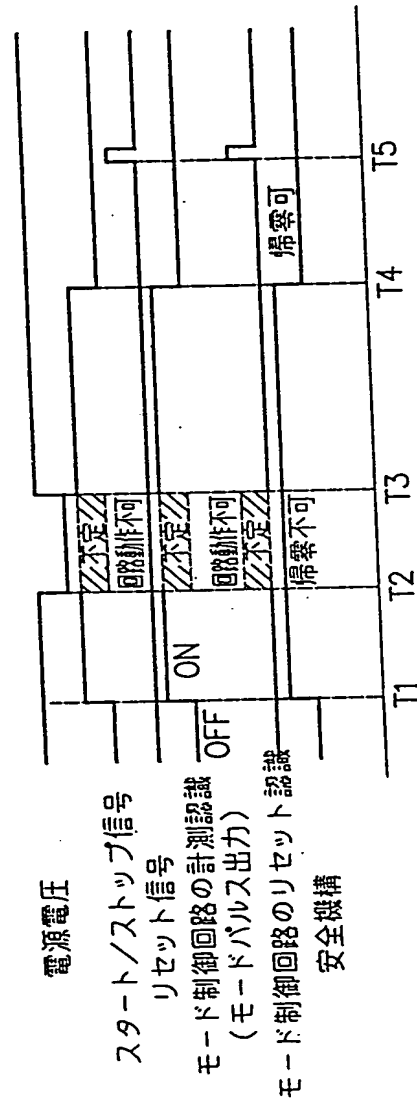 電源電圧
スタート/ストップ信号
リセット信号
モード制御回路の計測認識
(モードパルス出力)
モード制御回路のリセット認識
安全機構
OFF
ON
不定
回路動作不可
不定
回路動作不可
不定
帰零不可
帰零可
T1
T2
T3
T4
T5